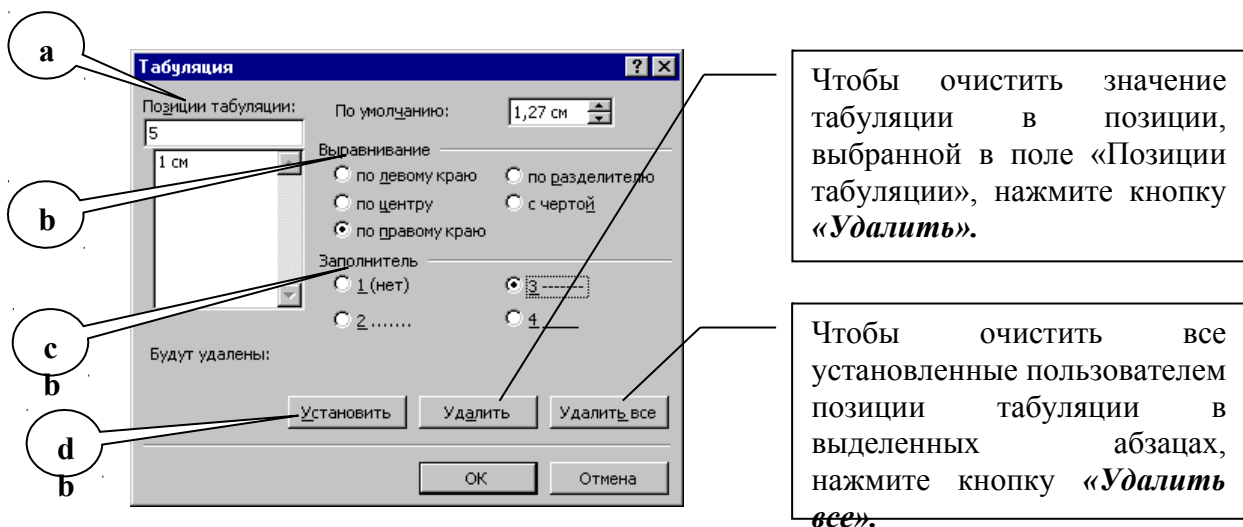 a
Табуляция
Позиции табуляции:
5
1 см
По умолчанию:
1,27 см
Выравнивание
по левому краю
по разделителю
по центру
с чертой
по правому краю
Заполнитель
1 (нет)
3 -------
2 .......
4 ___
Будут удалены:
Установить
Удалить
Удалить все
ОК
Отмена
b
c
b
d
b
Чтобы очистить значение
табуляции в позиции,
выбранной в поле «Позиции
табуляции», нажмите кнопку
«Удалить».
Чтобы очистить все
установленные пользователем
позиции табуляции в
выделенных абзацах,
нажмите кнопку «Удалить
все».